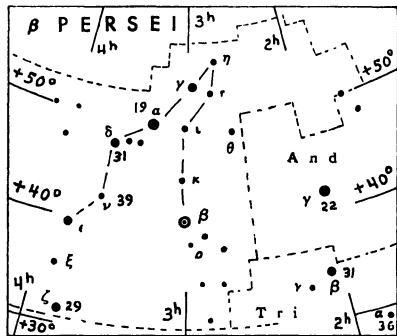 β PERSEI
3h
4h
2h
+50°
+50°
η
γ
τ
19 α
ι
δ
31
θ
And
κ
+40°
+40°
ν 39
γ
22
β
ε
ρ
ξ
31
β
4h
ζ
29
γ
+30°
3h
Tri
2h
α
36